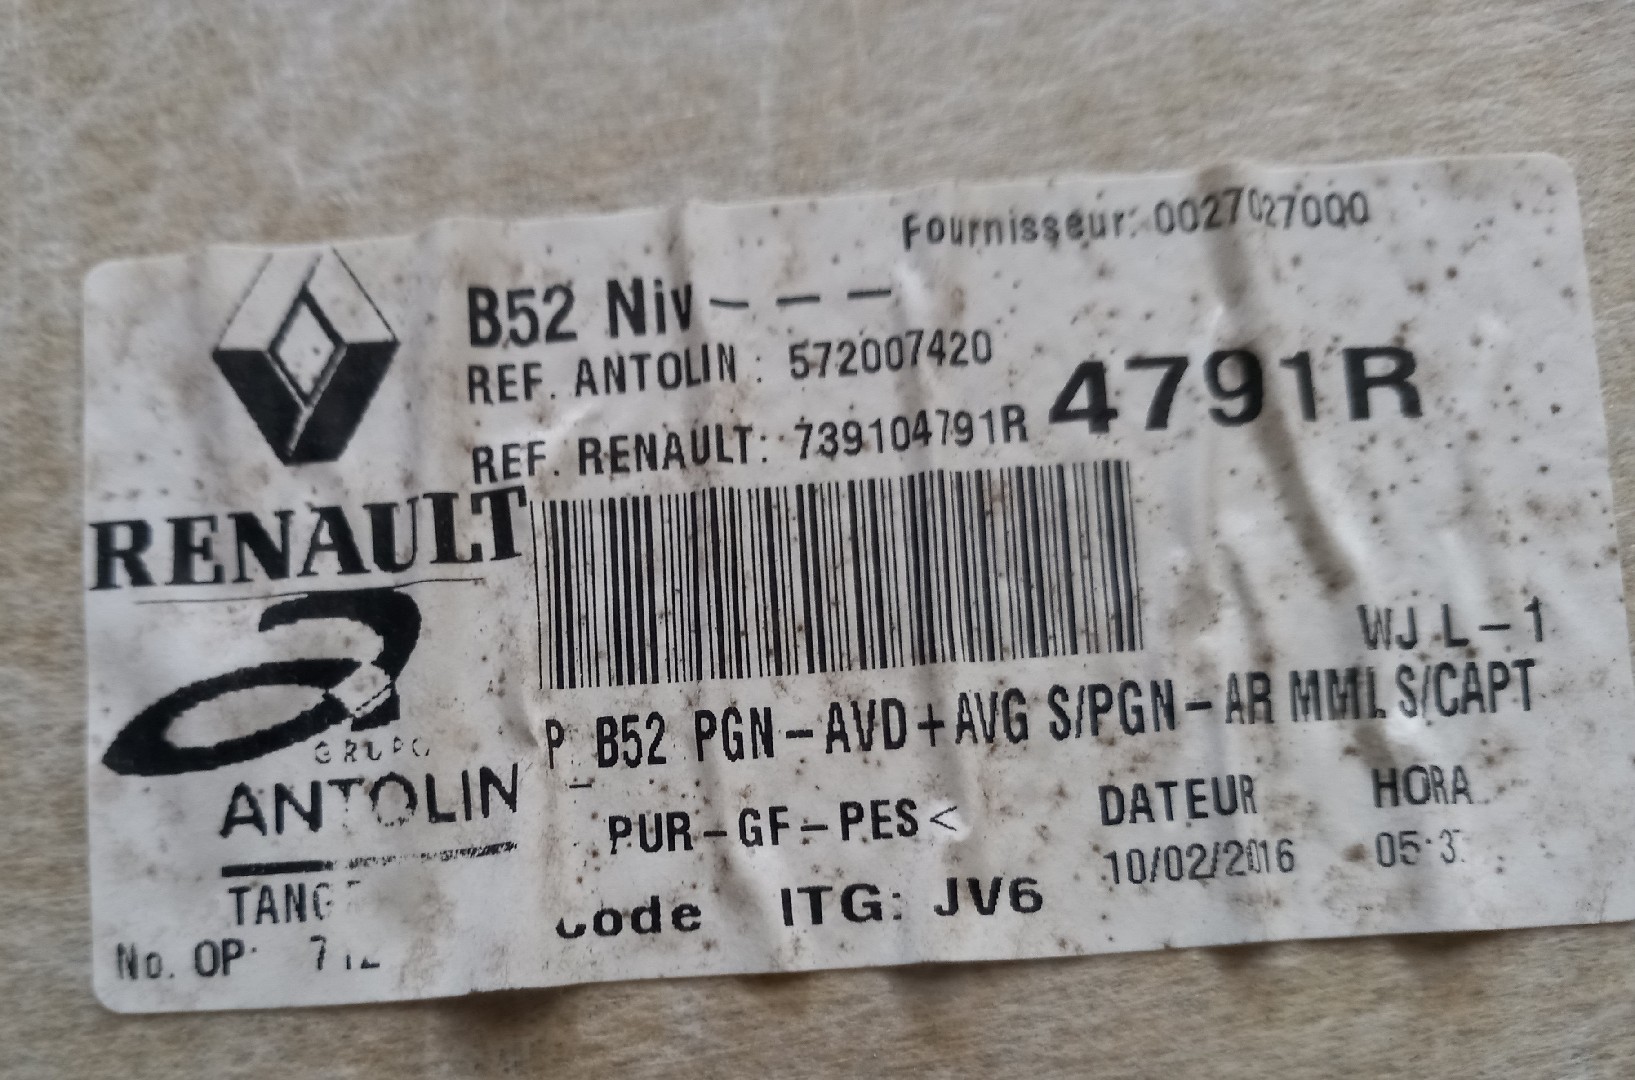 Fournisseur: 0027027000
B52 Niv - - -
REF. ANTOLIN : 572007420
REF. RENAULT: 739104791R 4791R
RENAULT
WJ L-1
P B52 PGN-AVD+AVG S/PGN-AR MML S/CAPT
GRUPO
ANTOLIN
PUR-GF-PES<
DATEUR HORA
10/02/2016
Code ITG: JV6
No. OP: